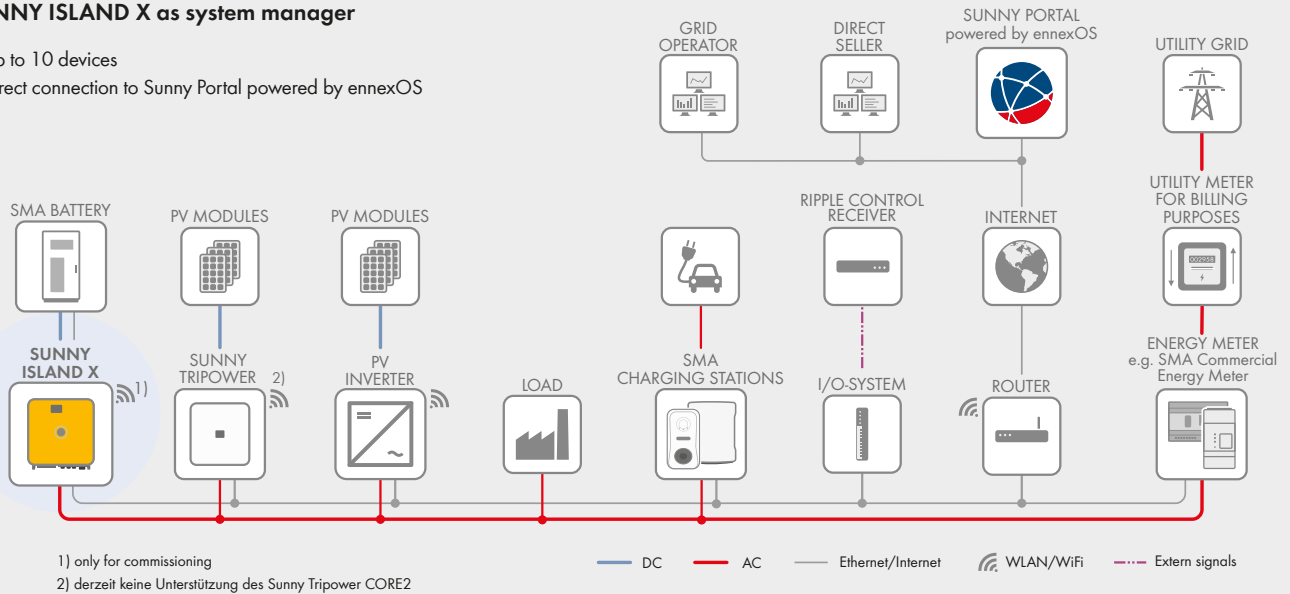 NNY ISLAND X as system manager
p to 10 devices
rect connection to Sunny Portal powered by ennexOS
GRID
OPERATOR
DIRECT
SELLER
SUNNY PORTAL
powered by ennexOS
UTILITY GRID
SMA BATTERY
PV MODULES
PV MODULES
RIPPLE CONTROL
RECEIVER
INTERNET
UTILITY METER
FOR BILLING
PURPOSES
002958
SUNNY
ISLAND X
1)
SUNNY
TRIPOWER 2)
PV
INVERTER
LOAD
SMA
CHARGING STATIONS
I/O-SYSTEM
ROUTER
ENERGY METER
e.g. SMA Commercial
Energy Meter
1) only for commissioning
2) derzeit keine Unterstützung des Sunny Tripower CORE2
DC
AC
Ethernet/Internet
WLAN/WiFi
Extern signals